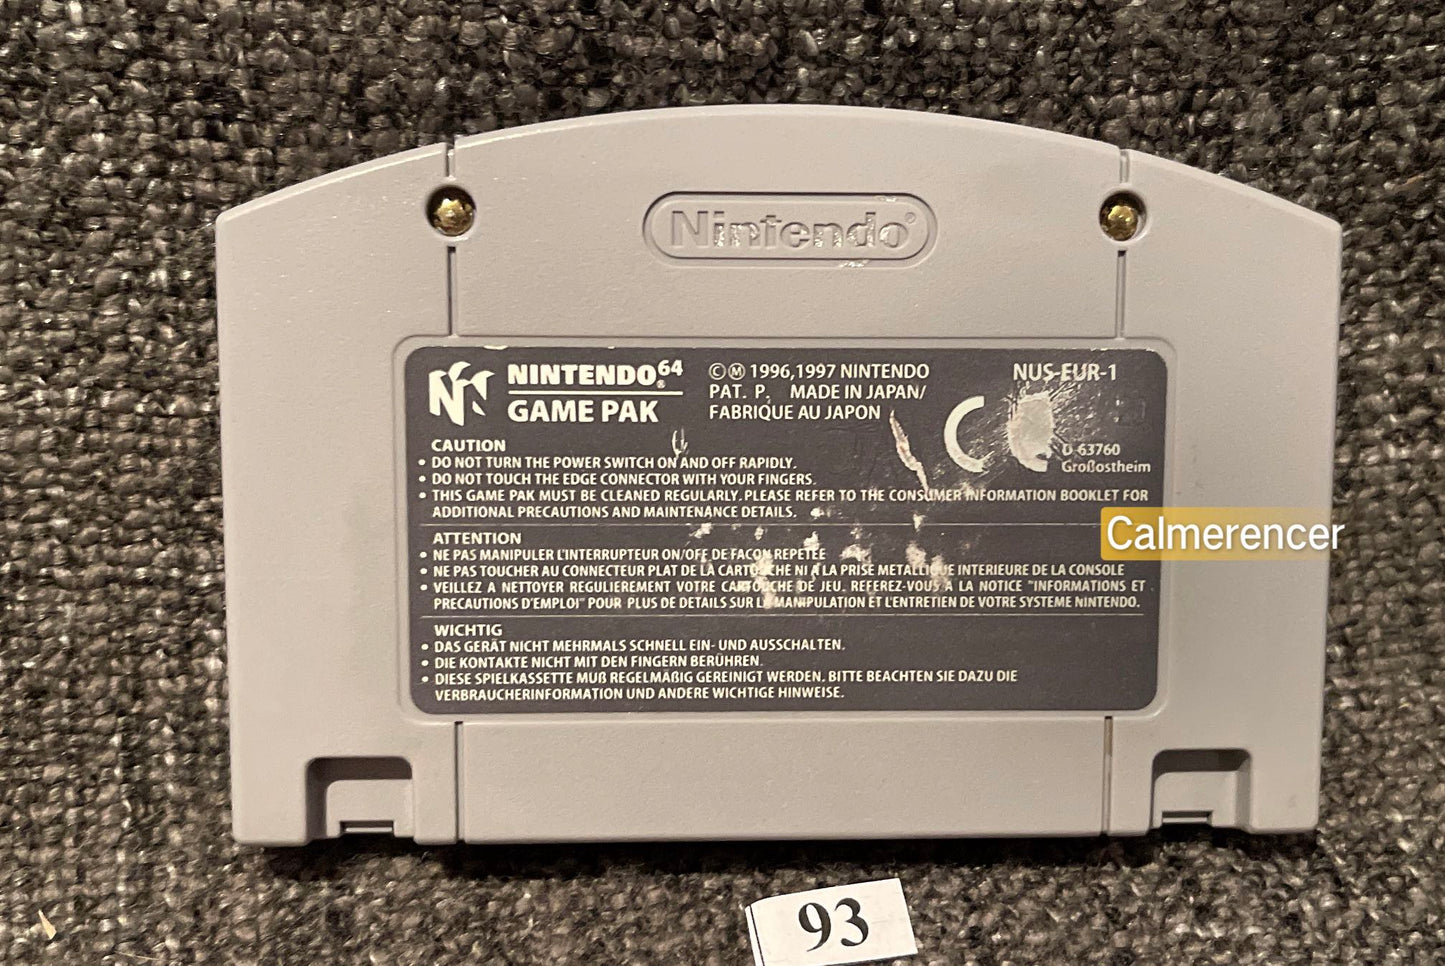 Nintendo®
NINTENDO64®
GAME PAK
©Ⓜ 1996,1997 NINTENDO
PAT. P. MADE IN JAPAN/
FABRIQUE AU JAPON
NUS-EUR-1
CE
D 63760
Großostheim
CAUTION
• DO NOT TURN THE POWER SWITCH ON AND OFF RAPIDLY.
• DO NOT TOUCH THE EDGE CONNECTOR WITH YOUR FINGERS.
• THIS GAME PAK MUST BE CLEANED REGULARLY. PLEASE REFER TO THE CONSUMER INFORMATION BOOKLET FOR
ADDITIONAL PRECAUTIONS AND MAINTENANCE DETAILS.
Calmerencer
ATTENTION
• NE PAS MANIPULER L'INTERRUPTEUR ON/OFF DE FACON REPETEE
• NE PAS TOUCHER AU CONNECTEUR PLAT DE LA CARTOUCHE NI A LA PRISE METALLIQUE INTERIEURE DE LA CONSOLE
• VEILLEZ A NETTOYER REGULIEREMENT VOTRE CARTOUCHE DE JEU. REFEREZ-VOUS A LA NOTICE "INFORMATIONS ET
PRECAUTIONS D'EMPLOI" POUR PLUS DE DETAILS SUR LA MANIPULATION ET L'ENTRETIEN DE VOTRE SYSTEME NINTENDO.
WICHTIG
• DAS GERÄT NICHT MEHRMALS SCHNELL EIN- UND AUSSCHALTEN.
• DIE KONTAKTE NICHT MIT DEN FINGERN BERÜHREN.
• DIESE SPIELKASSETTE MUß REGELMÄßIG GEREINIGT WERDEN. BITTE BEACHTEN SIE DAZU DIE
VERBRAUCHERINFORMATION UND ANDERE WICHTIGE HINWEISE.
93